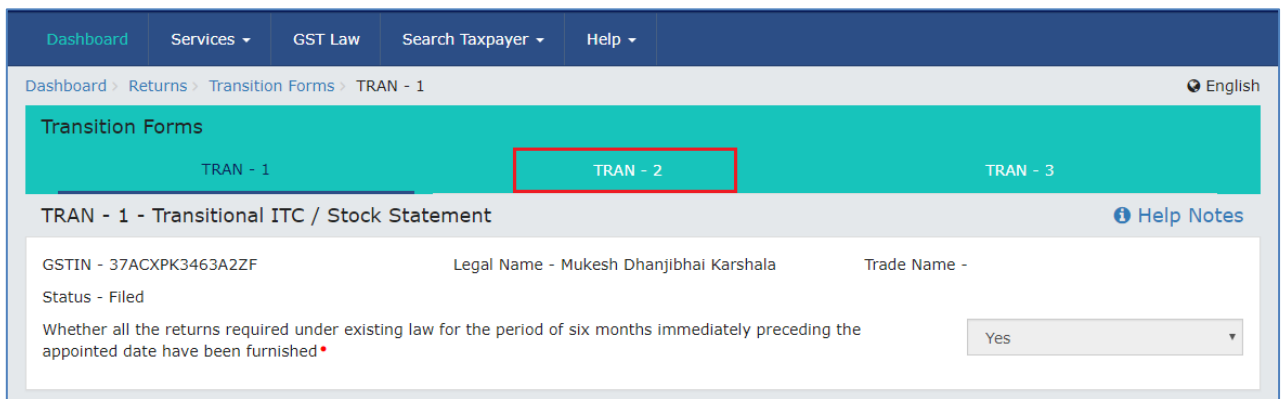 Dashboard Services GST Law Search Taxpayer Help
Dashboard > Returns > Transition Forms > TRAN - 1 English
Transition Forms
TRAN - 1 TRAN - 2 TRAN - 3
TRAN - 1 - Transitional ITC / Stock Statement Help Notes
GSTIN - 37ACXPK3463A2ZF Legal Name - Mukesh Dhanjibhai Karshala Trade Name -
Status - Filed
Whether all the returns required under existing law for the period of six months immediately preceding the
appointed date have been furnished• Yes